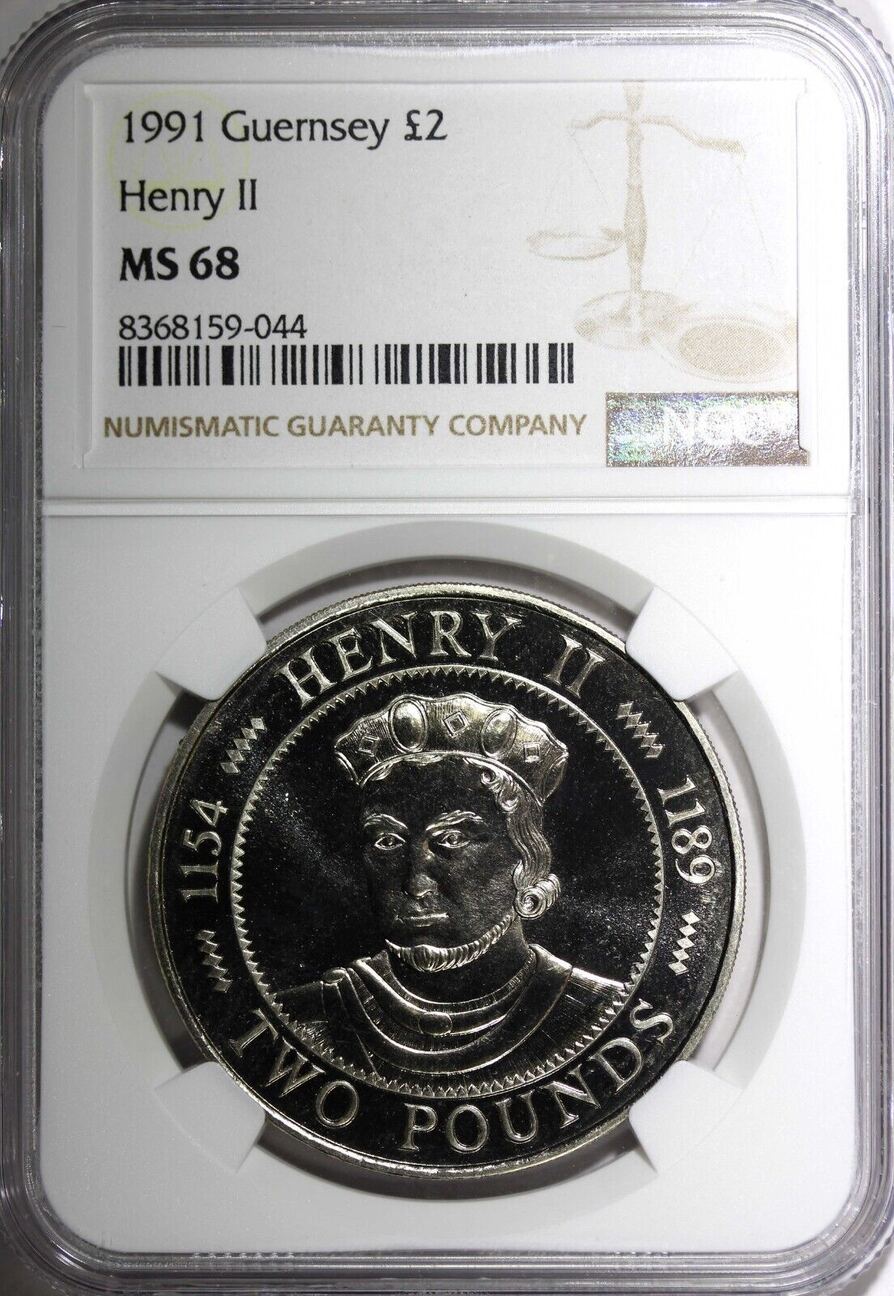 1991 Guernsey £2
Henry II
MS 68
8368159-044
NUMISMATIC GUARANTY COMPANY
NGC
HENRY II
1154
1189
TWO POUNDS